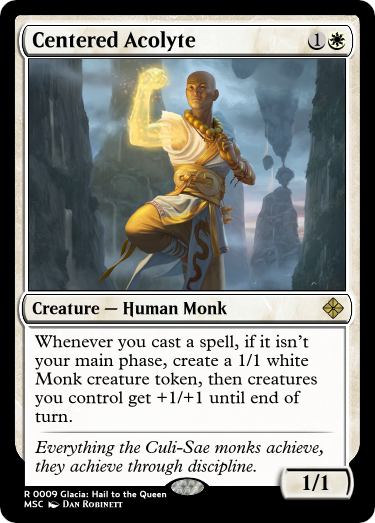 Centered Acolyte 1
Creature — Human Monk
Whenever you cast a spell, if it isn't
your main phase, create a 1/1 white
Monk creature token, then creatures
you control get +1/+1 until end of
turn.
Everything the Culi-Sae monks achieve,
they achieve through discipline.
1/1
R 0009 Glacia: Hail to the Queen
MSC DAN ROBINETT